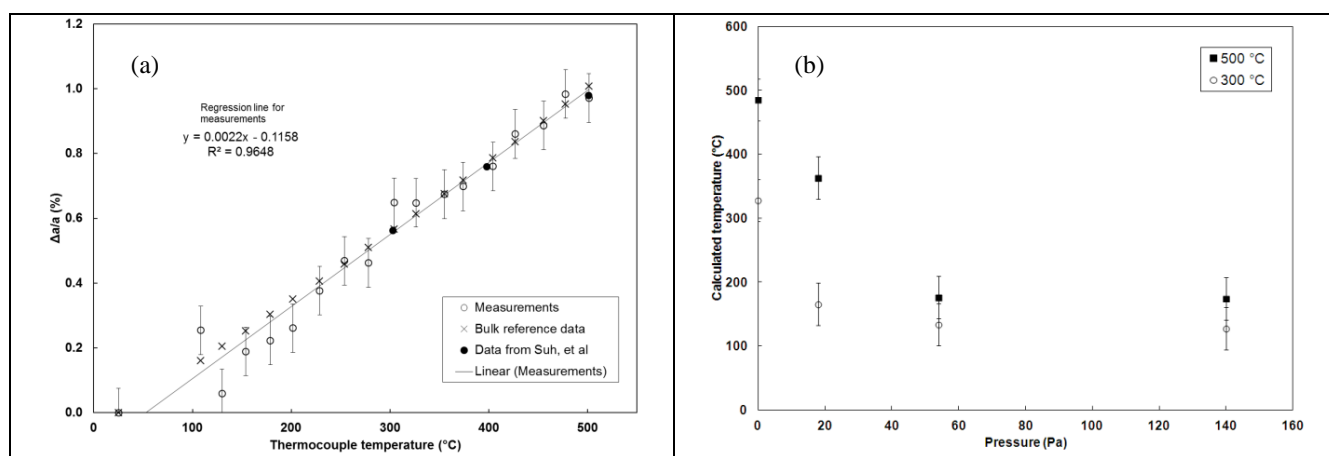 (a)
1.2
1.0
0.8
0.6
0.4
0.2
0.0
Δa/a (%)
Regression line for
measurements
y = 0.0022x - 0.1158
R² = 0.9648
Measurements
Bulk reference data
Data from Suh, et al
Linear (Measurements)
0 100 200 300 400 500
Thermocouple temperature (°C)
(b)
600
500
400
300
200
100
0
Calculated temperature (°C)
500 °C
300 °C
0 20 40 60 80 100 120 140 160
Pressure (Pa)